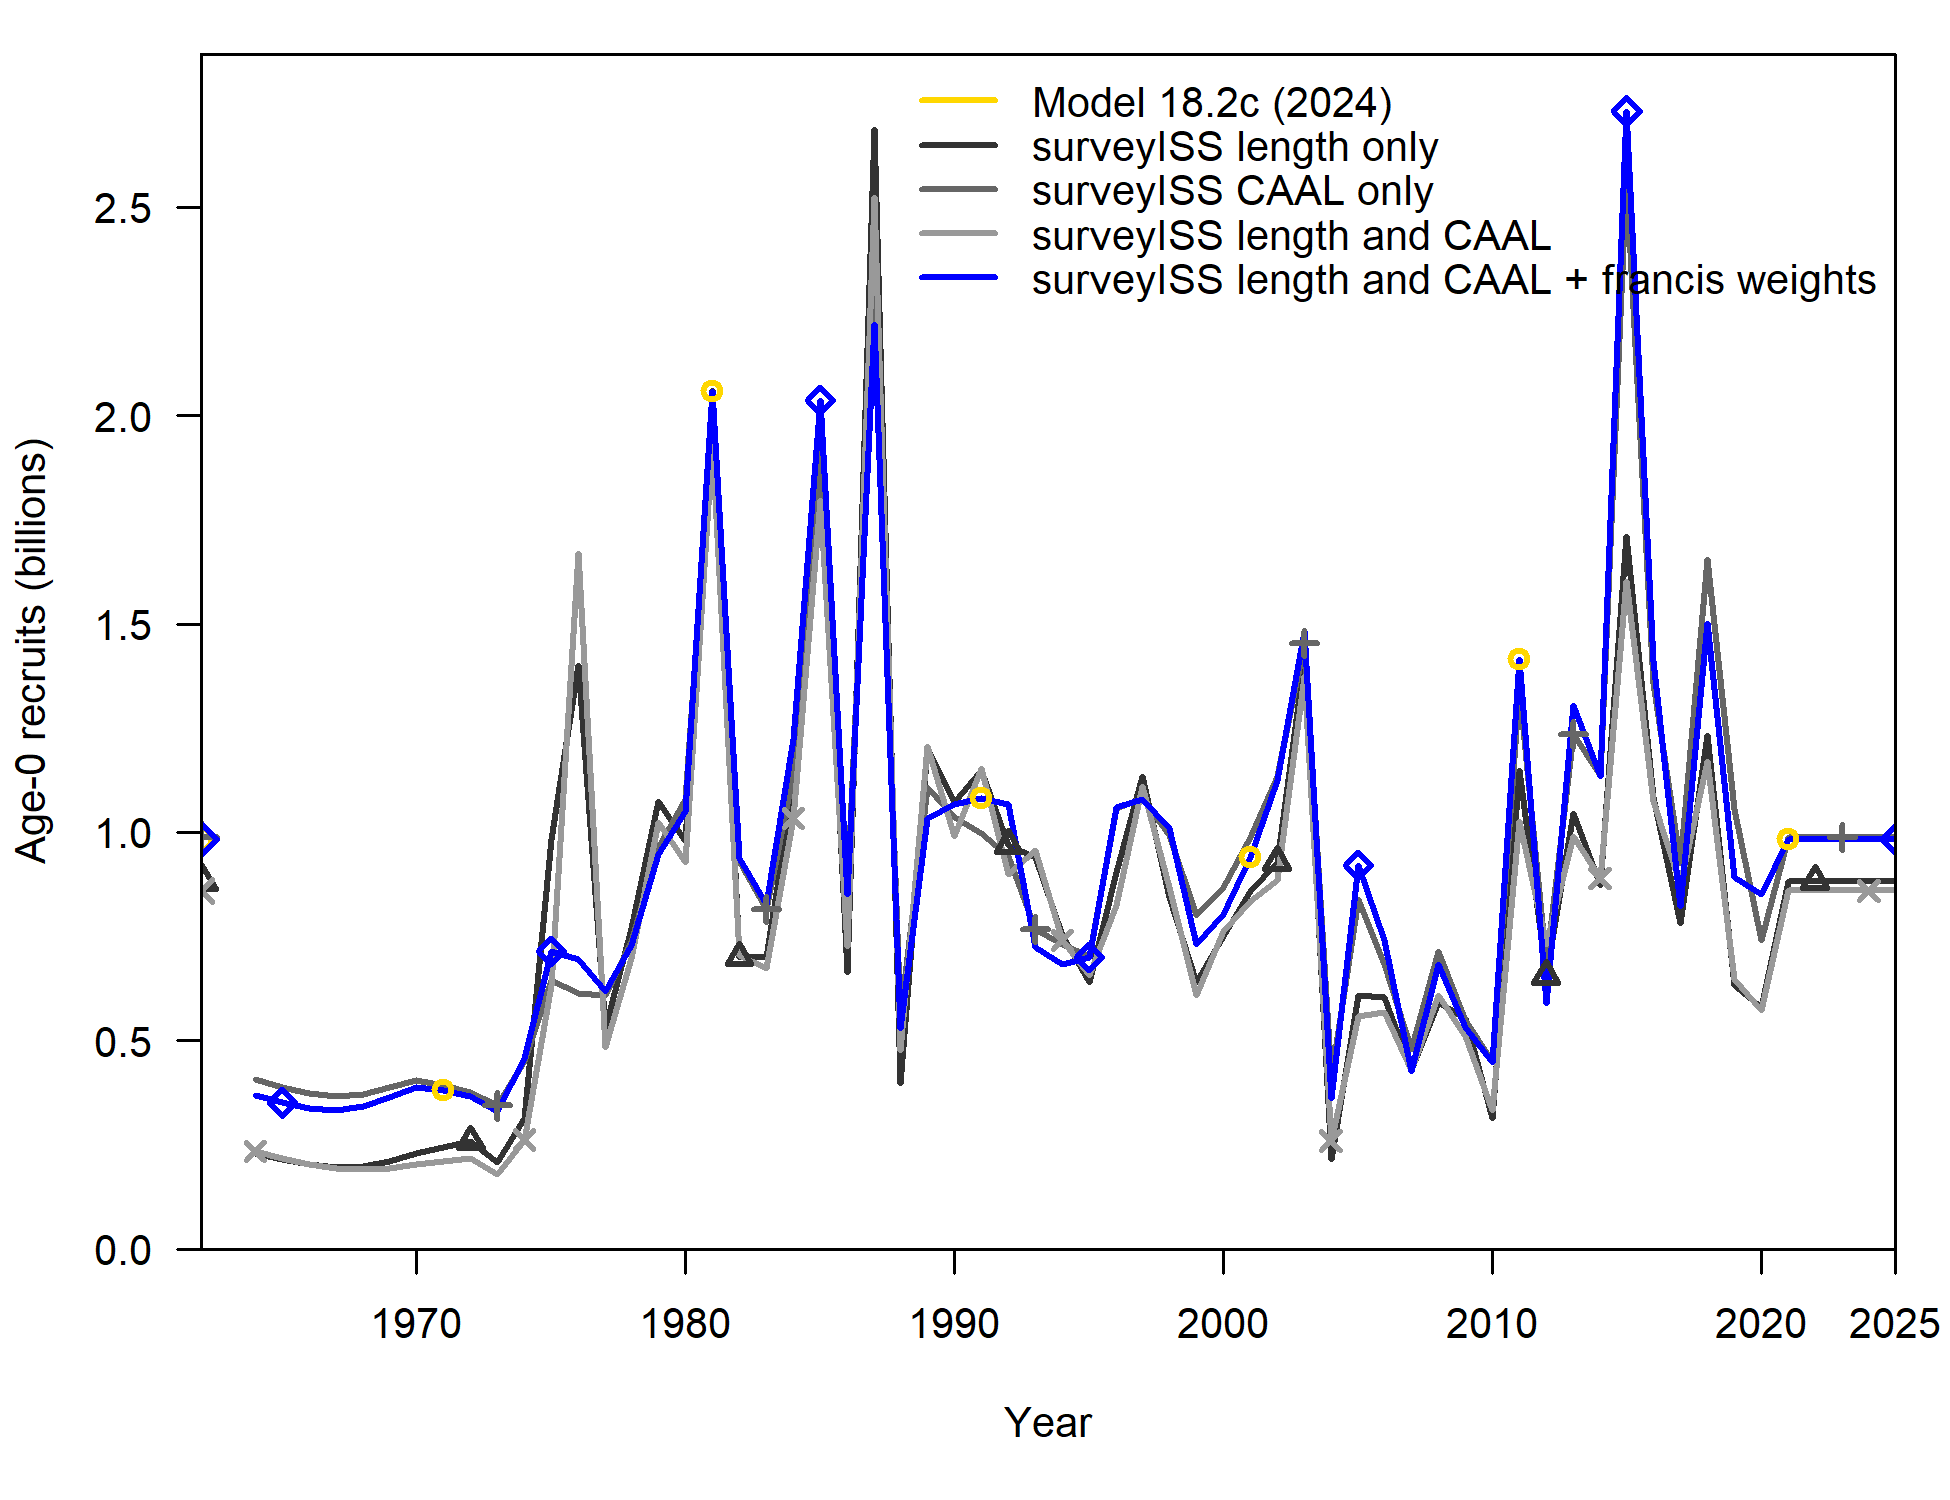 Model 18.2c (2024)
surveyISS length only
surveyISS CAAL only
surveyISS length and CAAL
surveyISS length and CAAL + francis weights
Age-0 recruits (billions)
2.5
2.0
1.5
1.0
0.5
0.0
1970 1980 1990 2000 2010 2020 2025
Year